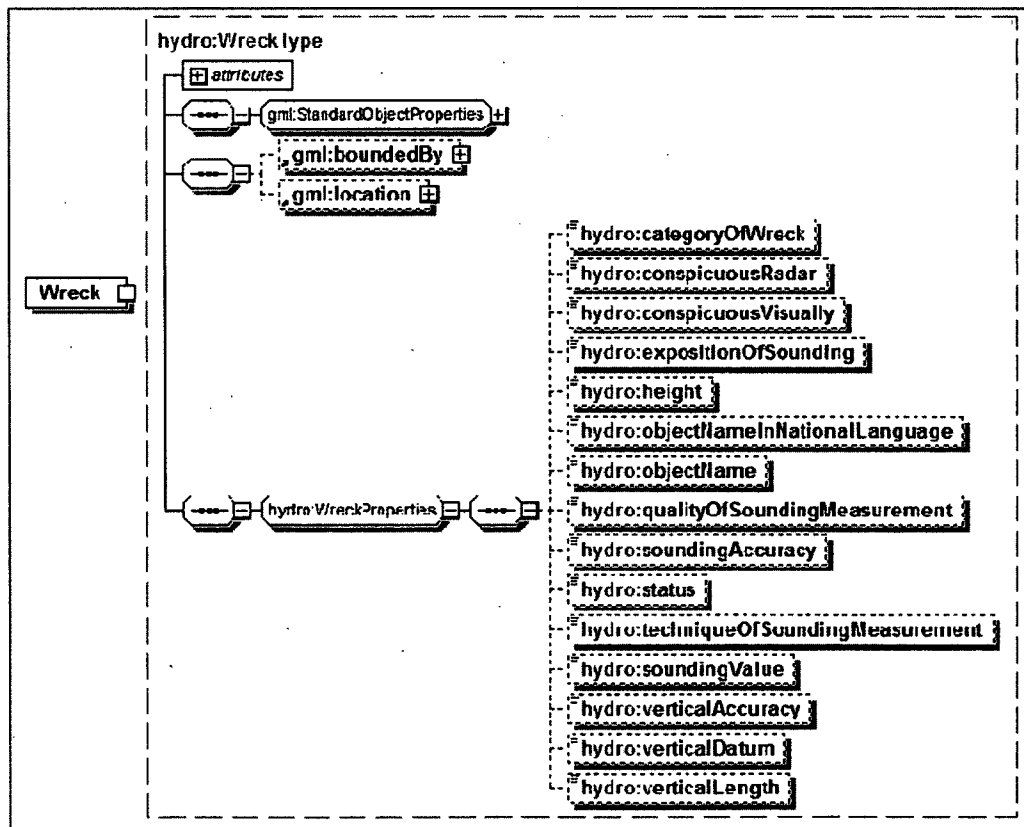 hydro:WreckType
attributes
gml:StandardObjectProperties
gml:boundedBy
gml:location
hydro:categoryOfWreck
hydro:conspicuousRadar
hydro:conspicuousVisually
hydro:expositionOfSounding
Wreck
hydro:height
hydro:objectNameInNationalLanguage
hydro:objectName
hydro:WreckProperties
hydro:qualityOfSoundingMeasurement
hydro:soundingAccuracy
hydro:status
hydro:techniqueOfSoundingMeasurement
hydro:soundingValue
hydro:verticalAccuracy
hydro:verticalDatum
hydro:verticalLength